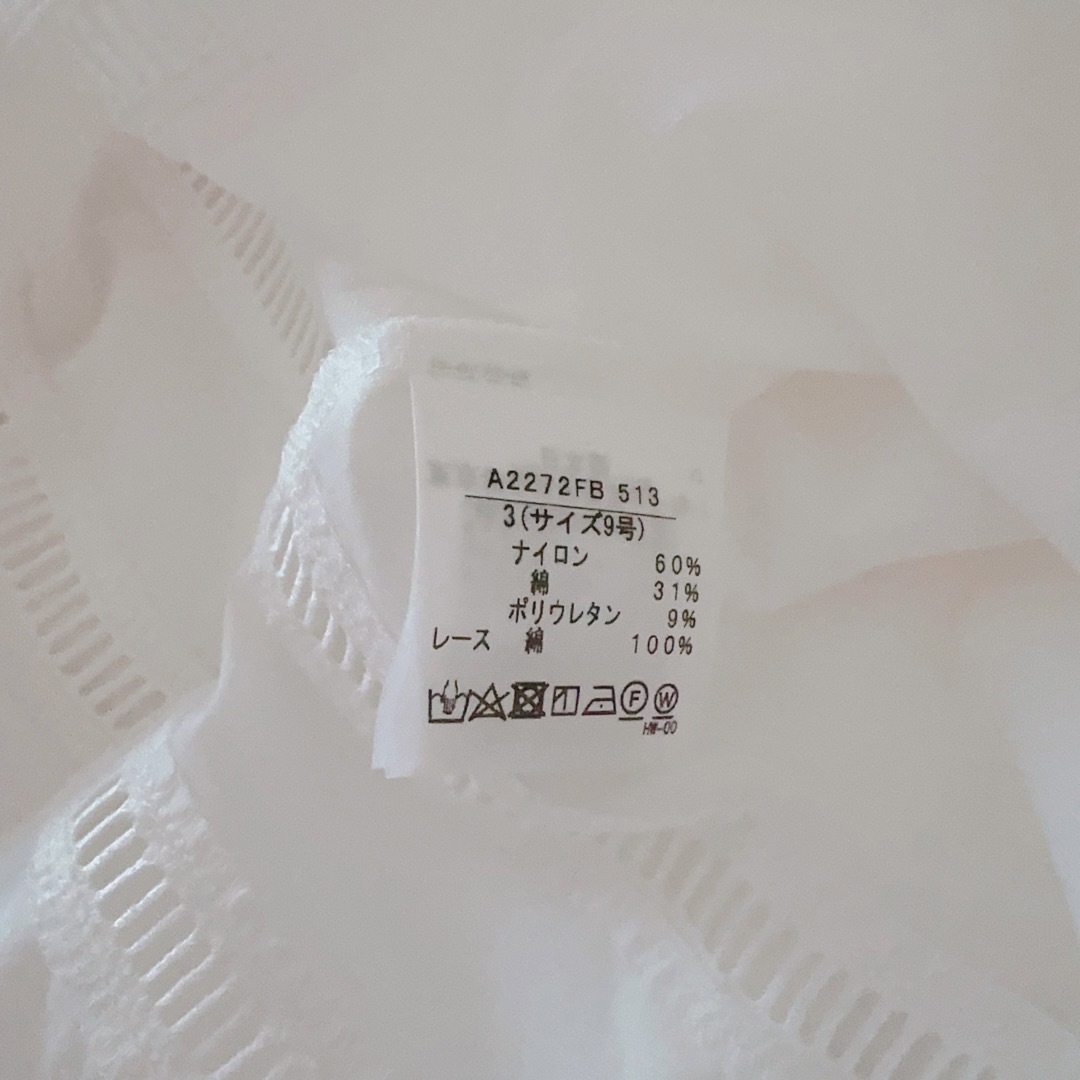 A2272FB 513
3(サイズ9号)
ナイロン 60%
綿 31%
ポリウレタン 9%
レース 綿 100%
F W
HW-00